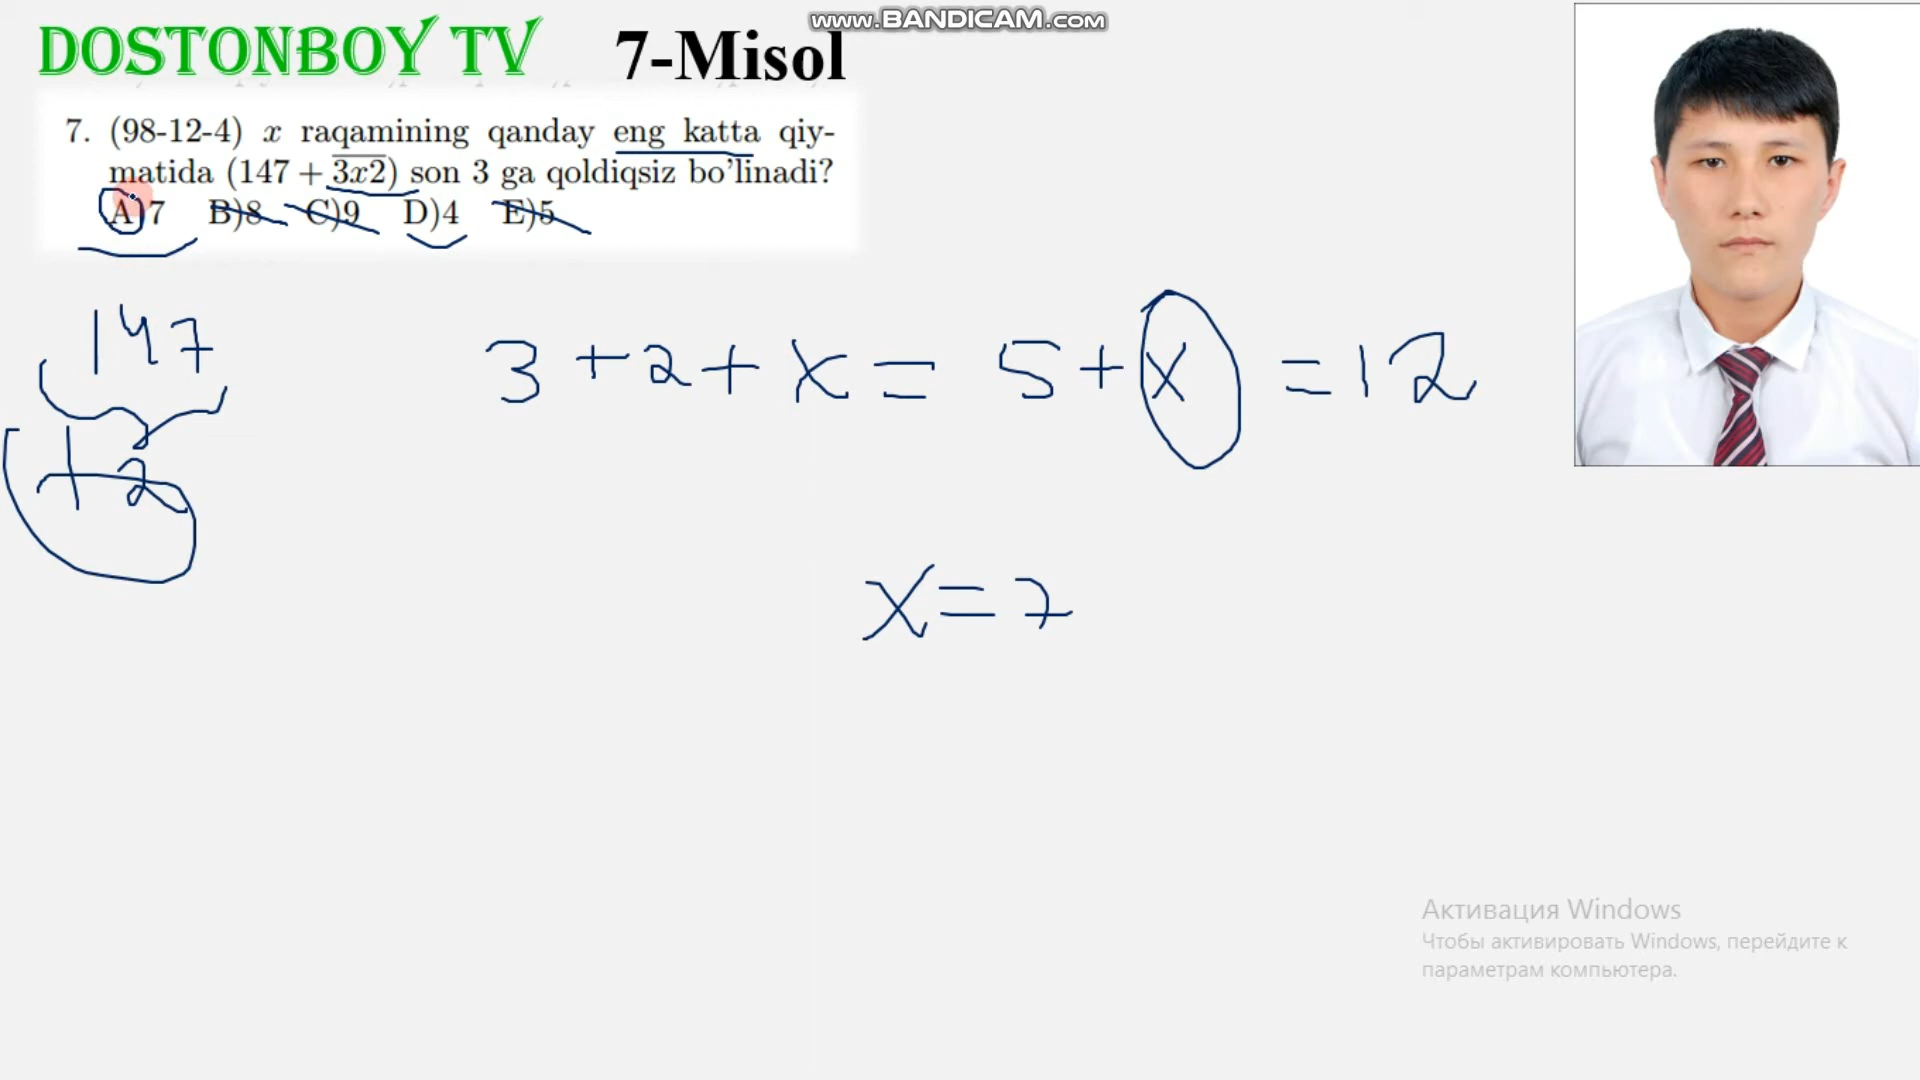 www.BANDICAM.com
DOSTONBOY TV
7-Misol
7. (98-12-4) x raqamining qanday eng katta qiy-
matida (147 + 3x2) son 3 ga qoldiqsiz bo'linadi?
A)7 B)8 C)9 D)4 E)5
147
3 + 2 + x = 5 + x = 12
12
x = 7
Активация Windows
Чтобы активировать Windows, перейдите к
параметрам компьютера.